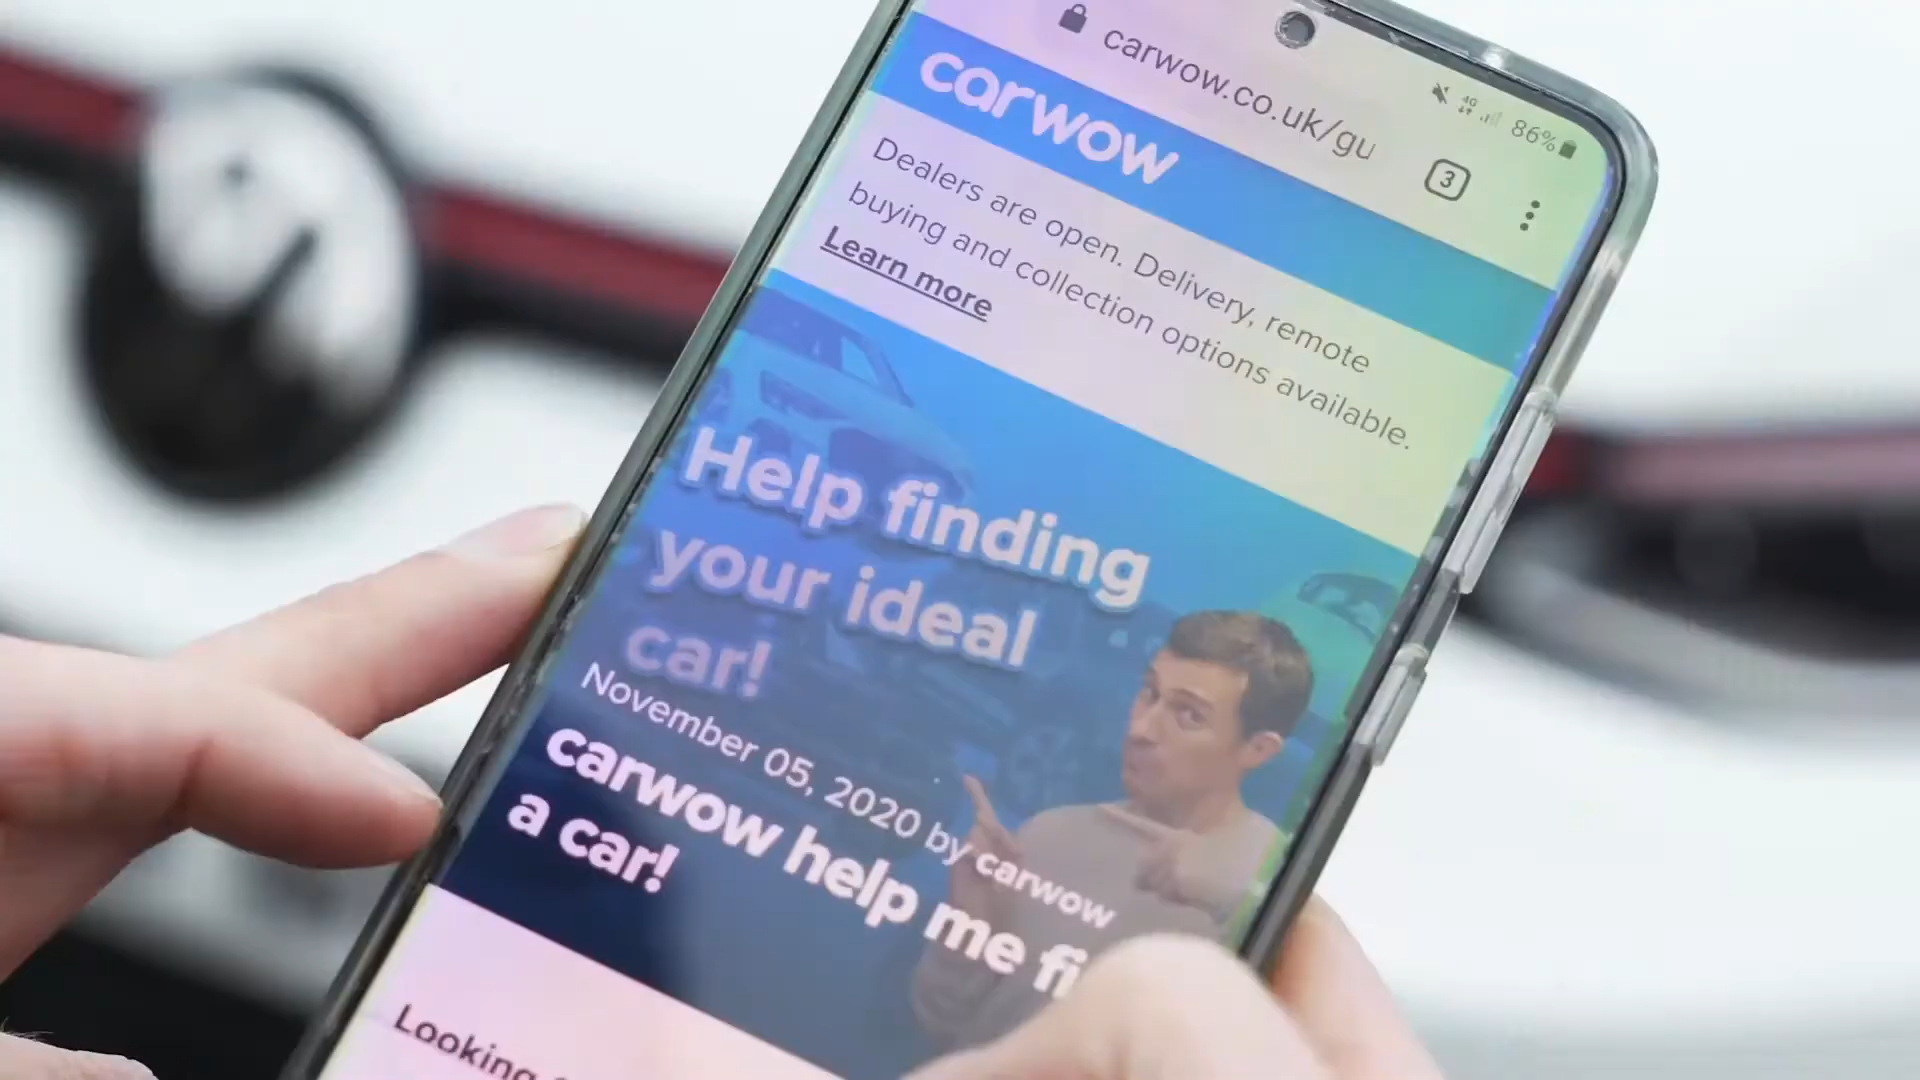 carwow.co.uk/gu
4G
86%
3
carwow
Dealers are open. Delivery, remote
buying and collection options available.
Learn more
Help finding
your ideal
car!
November 05, 2020 by carwow
carwow help me fi
a car!
Looking